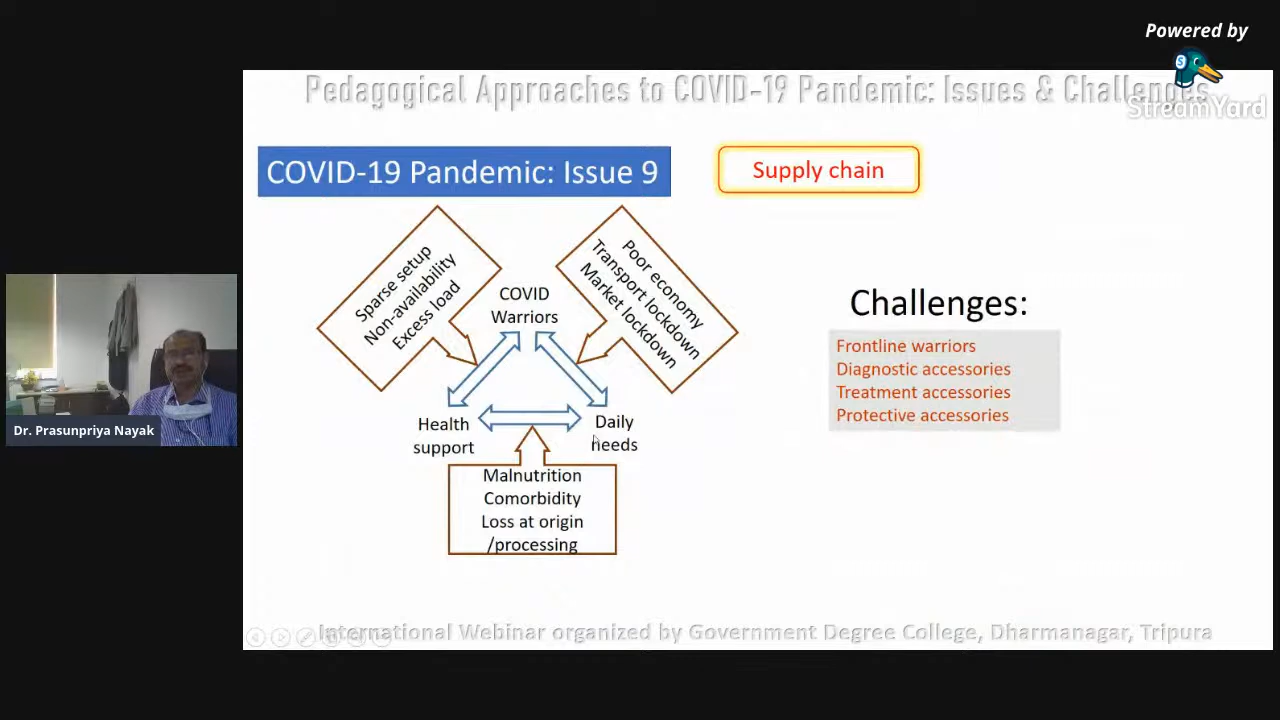 Powered by
StreamYard
Pedagogical Approaches to COVID-19 Pandemic: Issues & Challenges
COVID-19 Pandemic: Issue 9
Supply chain
Sparse setup
Non-availability
Excess load
COVID
Warriors
Poor economy
Transport lockdown
Market lockdown
Health
support
Daily
needs
Malnutrition
Comorbidity
Loss at origin
/processing
Challenges:
Frontline warriors
Diagnostic accessories
Treatment accessories
Protective accessories
Dr. Prasunpriya Nayak
International Webinar organized by Government Degree College, Dharmanagar, Tripura